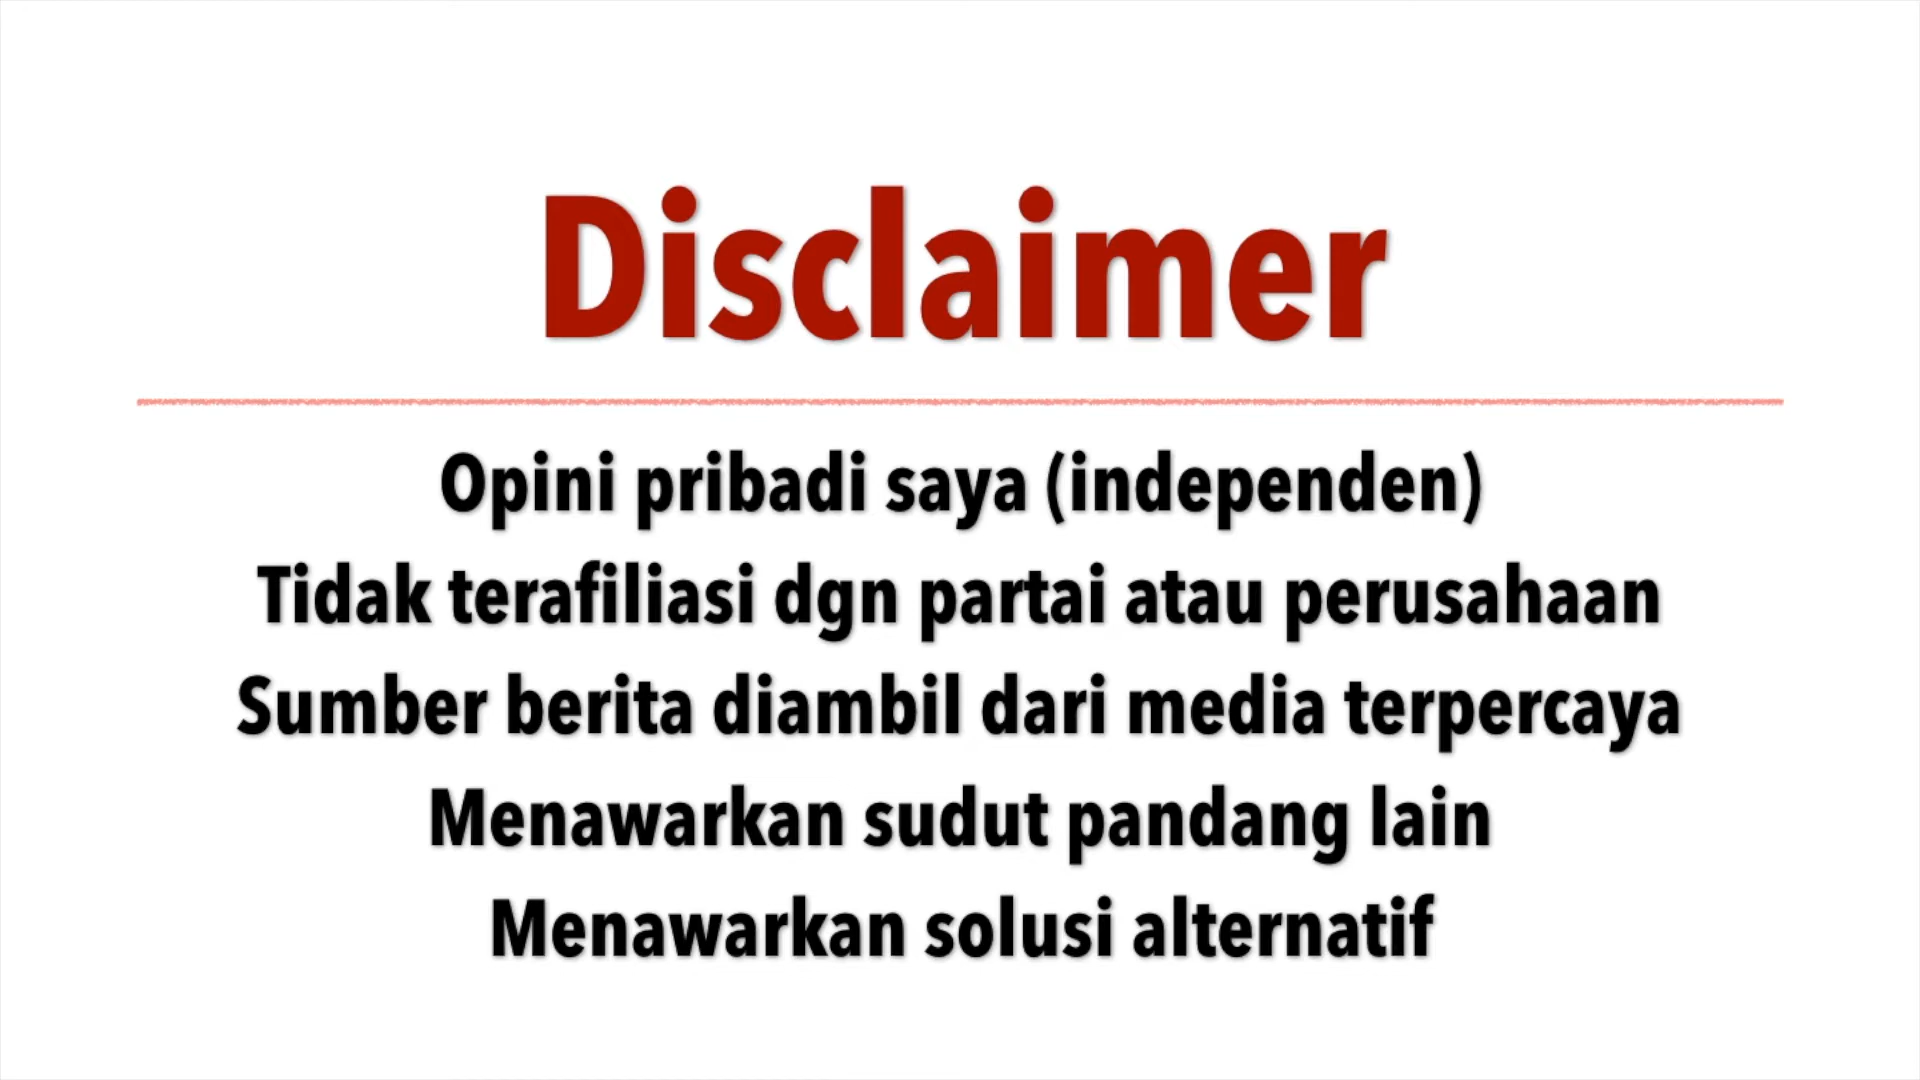 Disclaimer
Opini pribadi saya (independen)
Tidak terafiliasi dgn partai atau perusahaan
Sumber berita diambil dari media terpercaya
Menawarkan sudut pandang lain
Menawarkan solusi alternatif